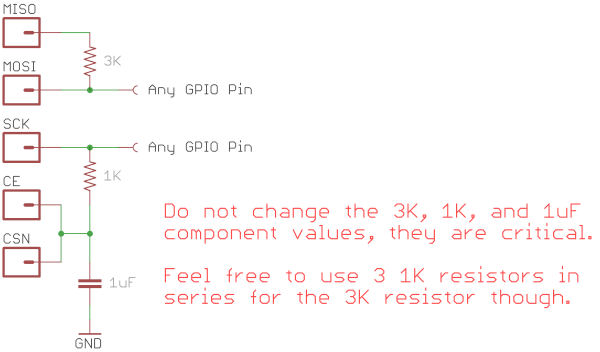 MISO
3K
MOSI
Any GPIO Pin
SCK
Any GPIO Pin
1K
CE
Do not change the 3K, 1K, and 1uF
component values, they are critical.
CSN
1uF
Feel free to use 3 1K resistors in
series for the 3K resistor though.
GND